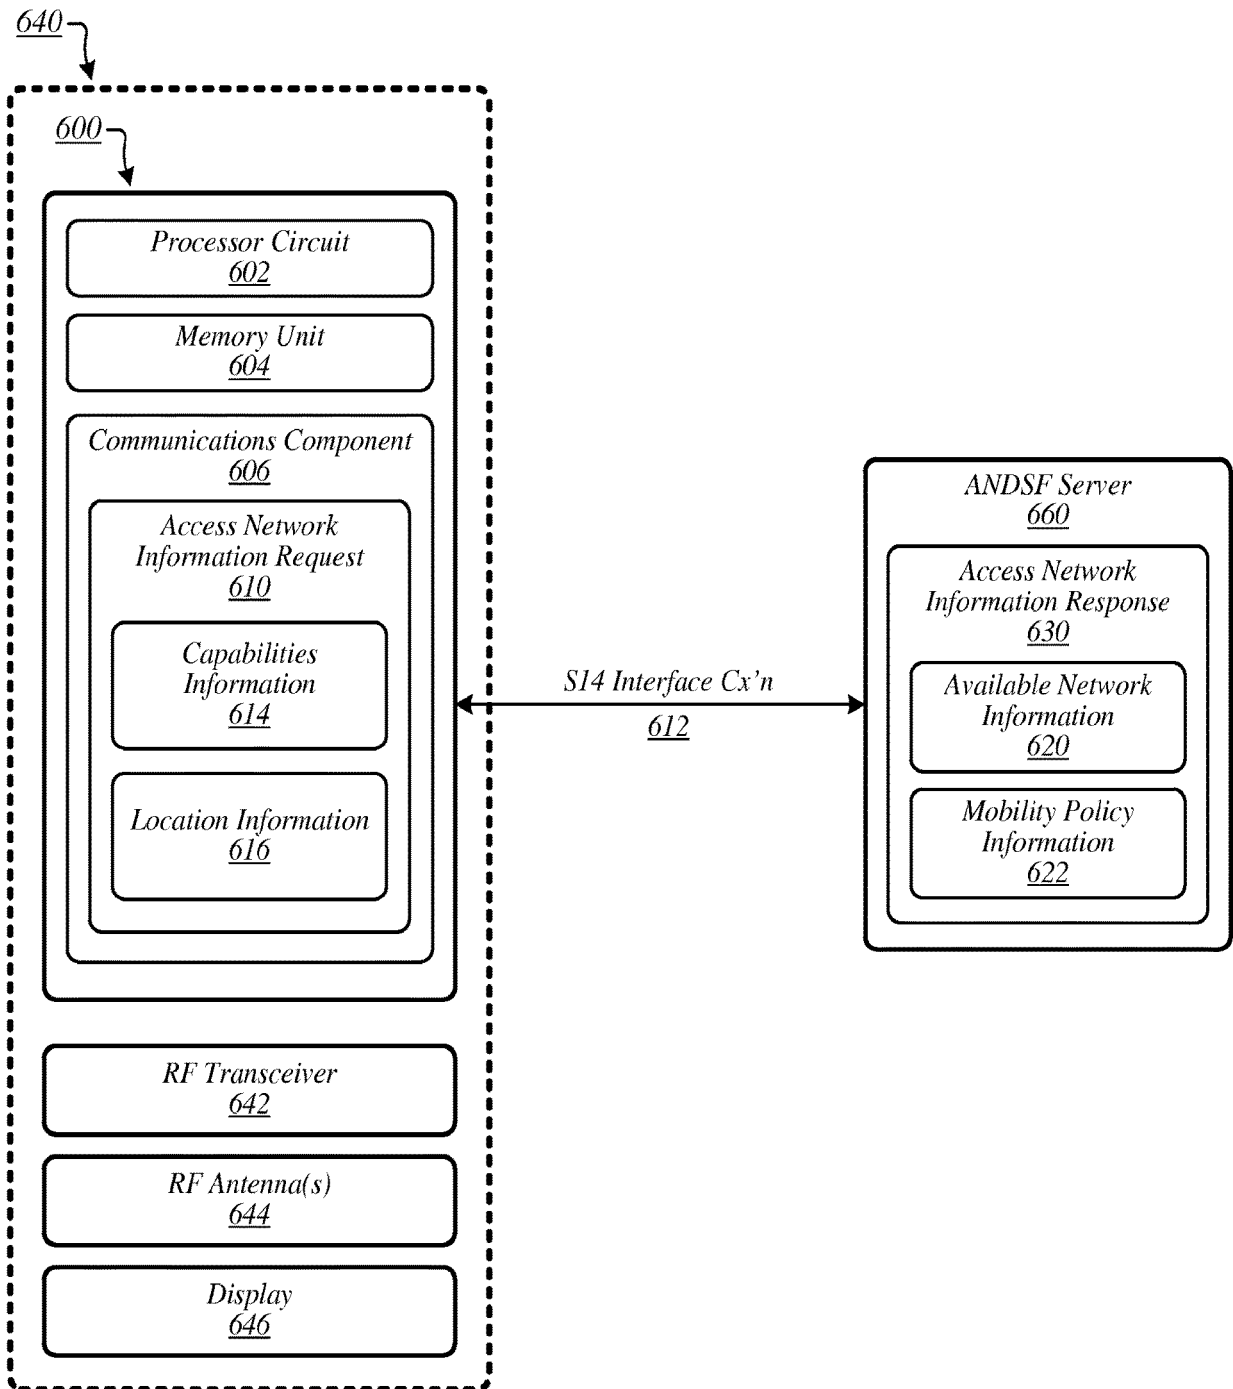 640
600
Processor Circuit
602
Memory Unit
604
Communications Component
606
Access Network
Information Request
610
Capabilities
Information
614
Location Information
616
S14 Interface Cx'n
612
ANDSF Server
660
Access Network
Information Response
630
Available Network
Information
620
Mobility Policy
Information
622
RF Transceiver
642
RF Antenna(s)
644
Display
646